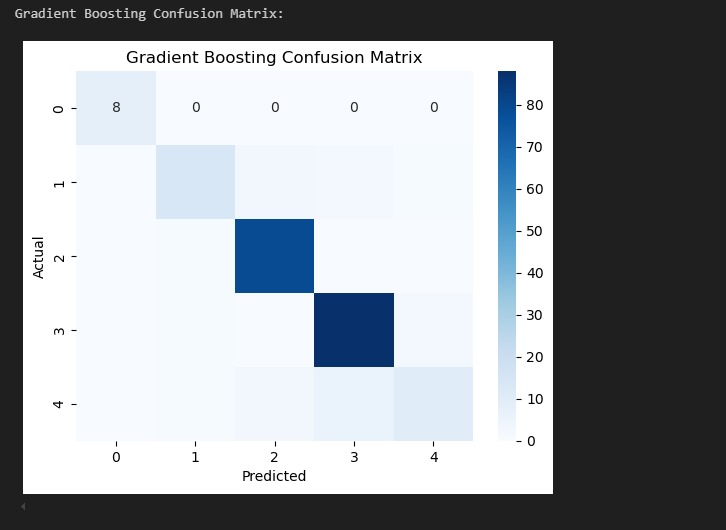 Gradient Boosting Confusion Matrix:
Gradient Boosting Confusion Matrix
0 8 0 0 0 0
1
2
3
4
Actual
0 1 2 3 4
Predicted
80
70
60
50
40
30
20
10
0